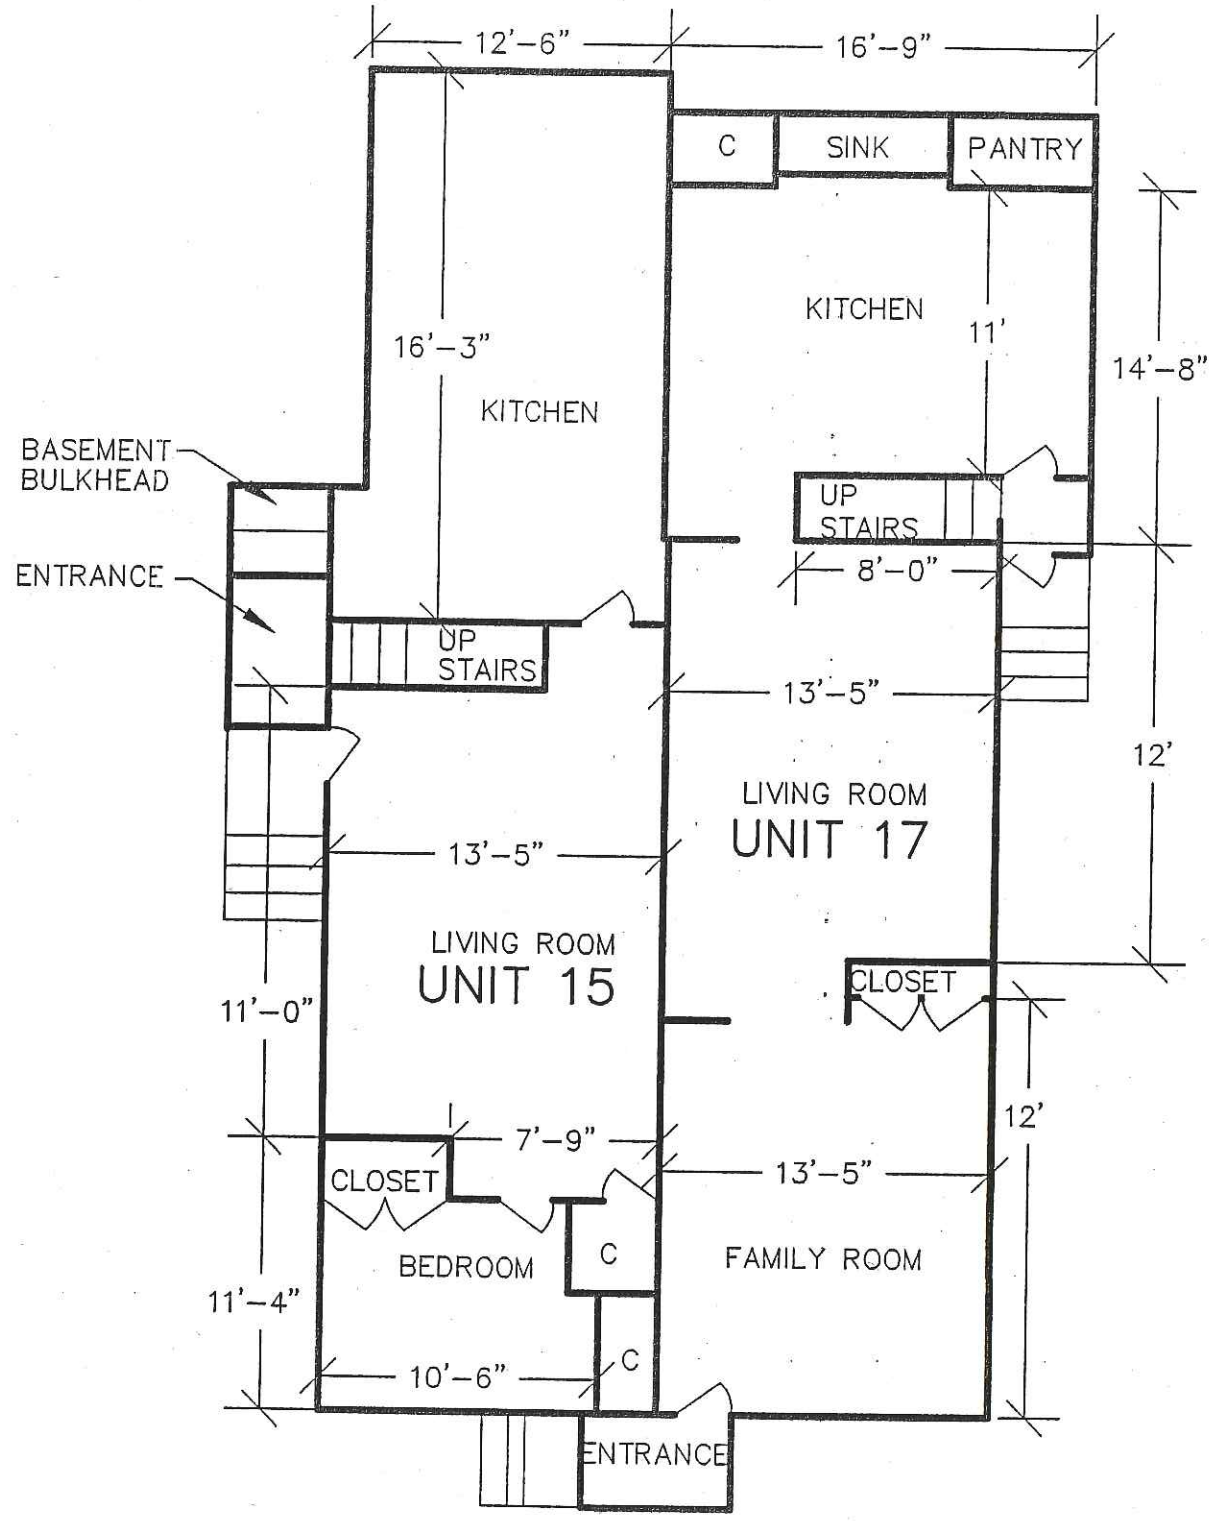 12'-6"
16'-9"
C
SINK
PANTRY
KITCHEN
11'
14'-8"
16'-3"
KITCHEN
BASEMENT
BULKHEAD
UP
STAIRS
ENTRANCE
8'-0"
UP
STAIRS
13'-5"
12'
LIVING ROOM
UNIT 17
13'-5"
LIVING ROOM
UNIT 15
CLOSET
11'-0"
12'
7'-9"
13'-5"
CLOSET
BEDROOM
C
FAMILY ROOM
11'-4"
10'-6"
C
ENTRANCE